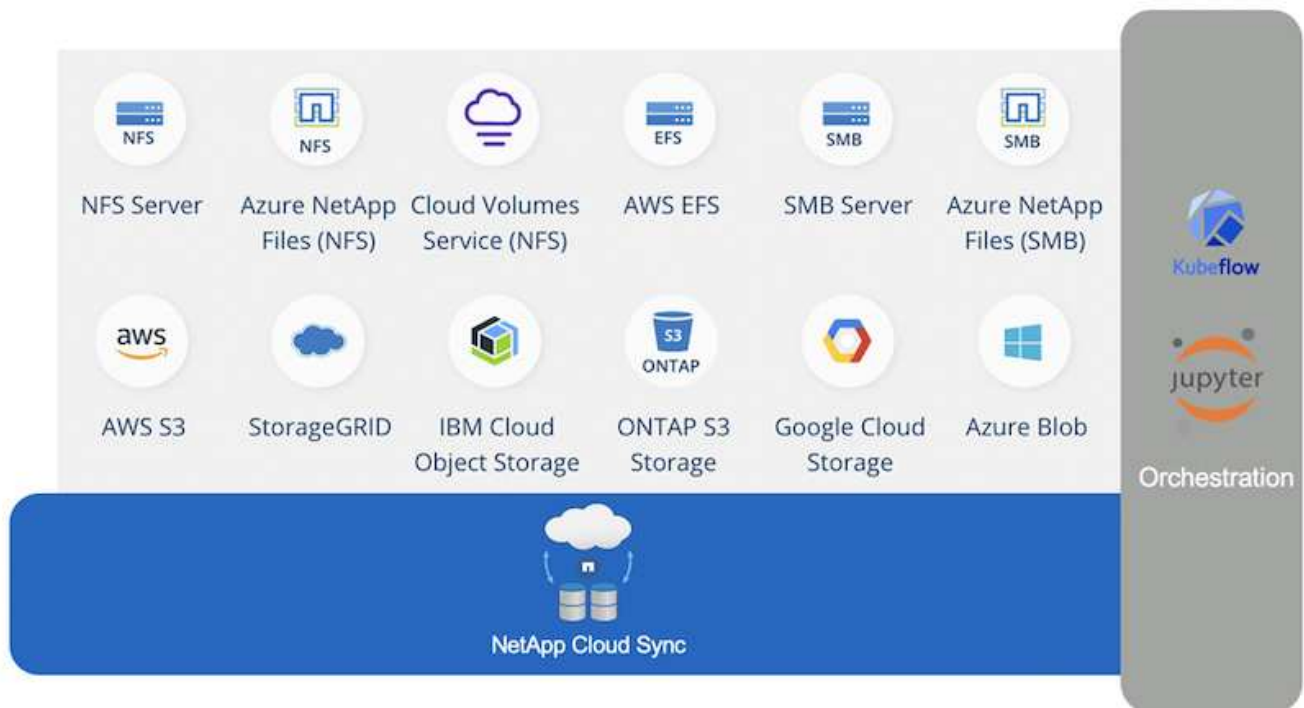 NFS
NFS
EFS
SMB
SMB
NFS Server
Azure NetApp
Files (NFS)
Cloud Volumes
Service (NFS)
AWS EFS
SMB Server
Azure NetApp
Files (SMB)
aws
S3
ONTAP
AWS S3
StorageGRID
IBM Cloud
Object Storage
ONTAP S3
Storage
Google Cloud
Storage
Azure Blob
NetApp Cloud Sync
Kubeflow
jupyter
Orchestration